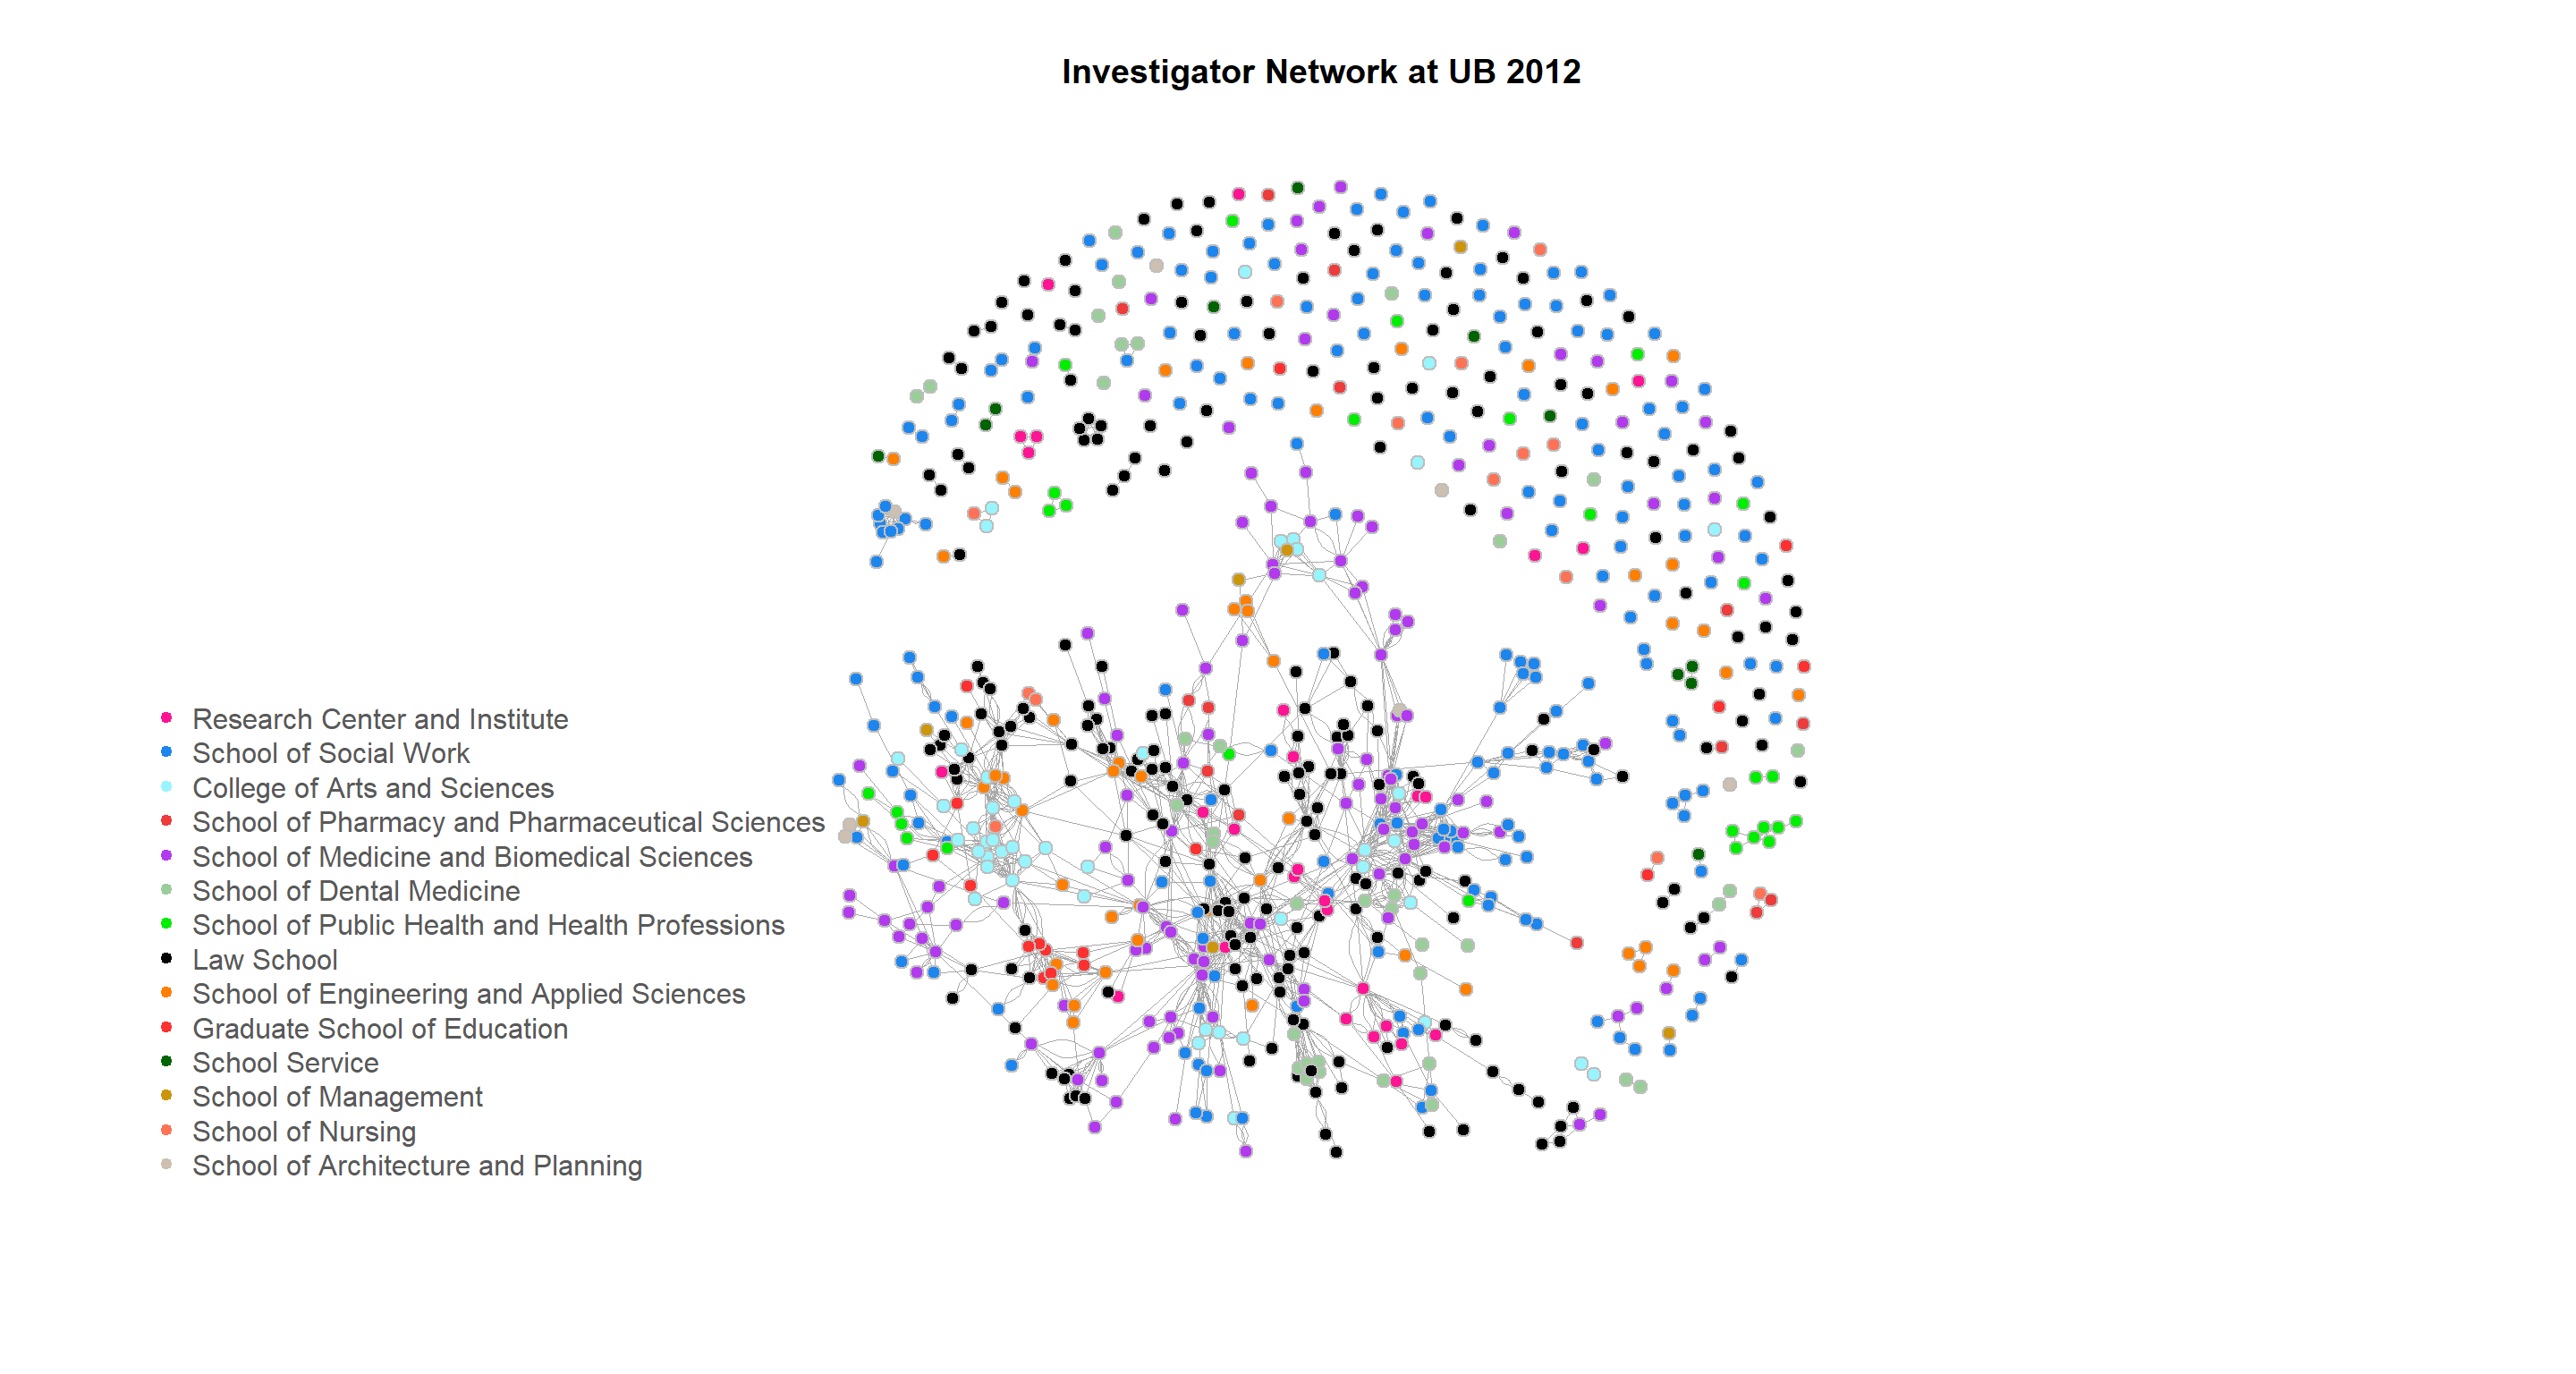 Investigator Network at UB 2012
Research Center and Institute
School of Social Work
College of Arts and Sciences
School of Pharmacy and Pharmaceutical Sciences
School of Medicine and Biomedical Sciences
School of Dental Medicine
School of Public Health and Health Professions
Law School
School of Engineering and Applied Sciences
Graduate School of Education
School Service
School of Management
School of Nursing
School of Architecture and Planning